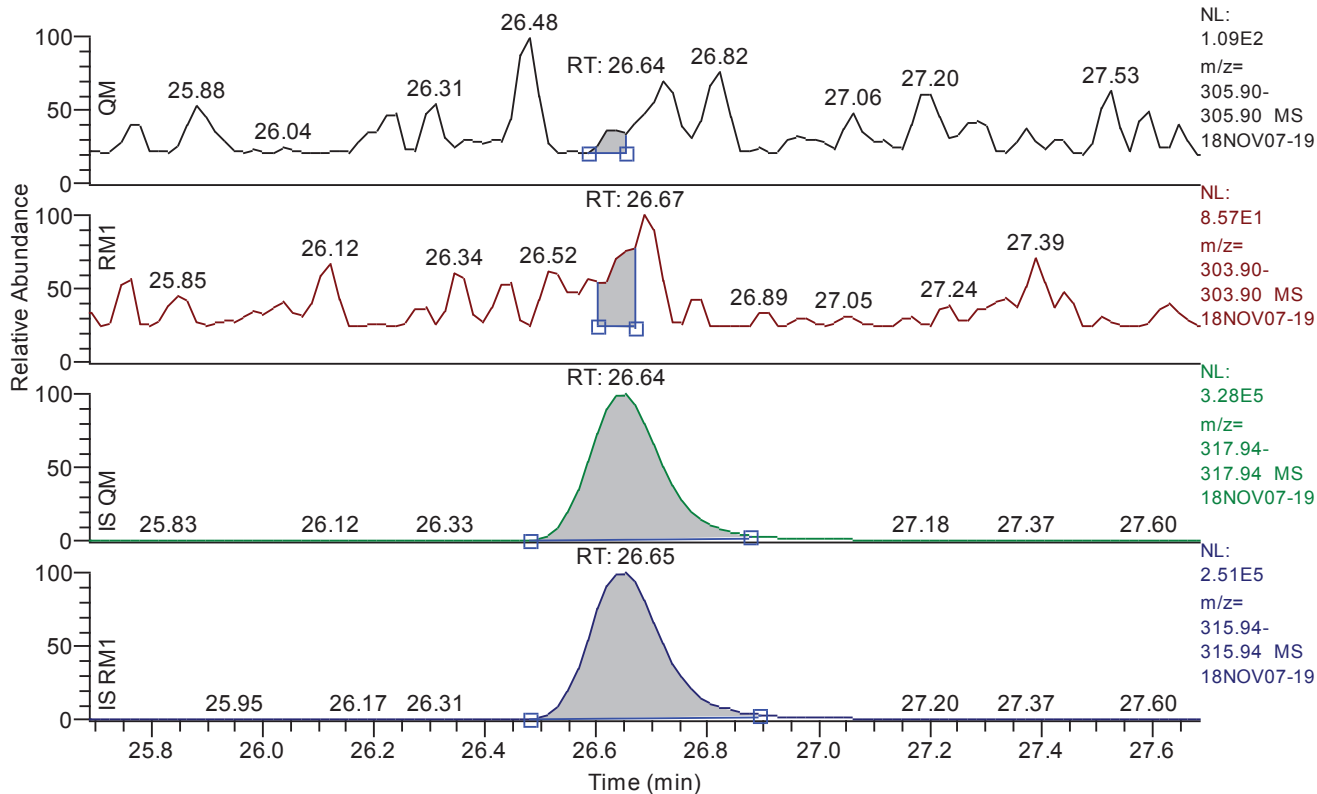 Relative Abundance
QM
100
50
0
25.88
26.04
26.31
26.48
RT: 26.64
26.82
27.06
27.20
27.53
NL:
1.09E2
m/z=
305.90-
305.90 MS
18NOV07-19
RM1
100
50
0
25.85
26.12
26.34
26.52
RT: 26.67
26.89
27.05
27.24
27.39
NL:
8.57E1
m/z=
303.90-
303.90 MS
18NOV07-19
IS QM
100
50
0
25.83
26.12
26.33
RT: 26.64
27.18
27.37
27.60
NL:
3.28E5
m/z=
317.94-
317.94 MS
18NOV07-19
IS RM1
100
50
0
25.95
26.17
26.31
RT: 26.65
27.20
27.37
27.60
NL:
2.51E5
m/z=
315.94-
315.94 MS
18NOV07-19
25.8 26.0 26.2 26.4 26.6 26.8 27.0 27.2 27.4 27.6
Time (min)